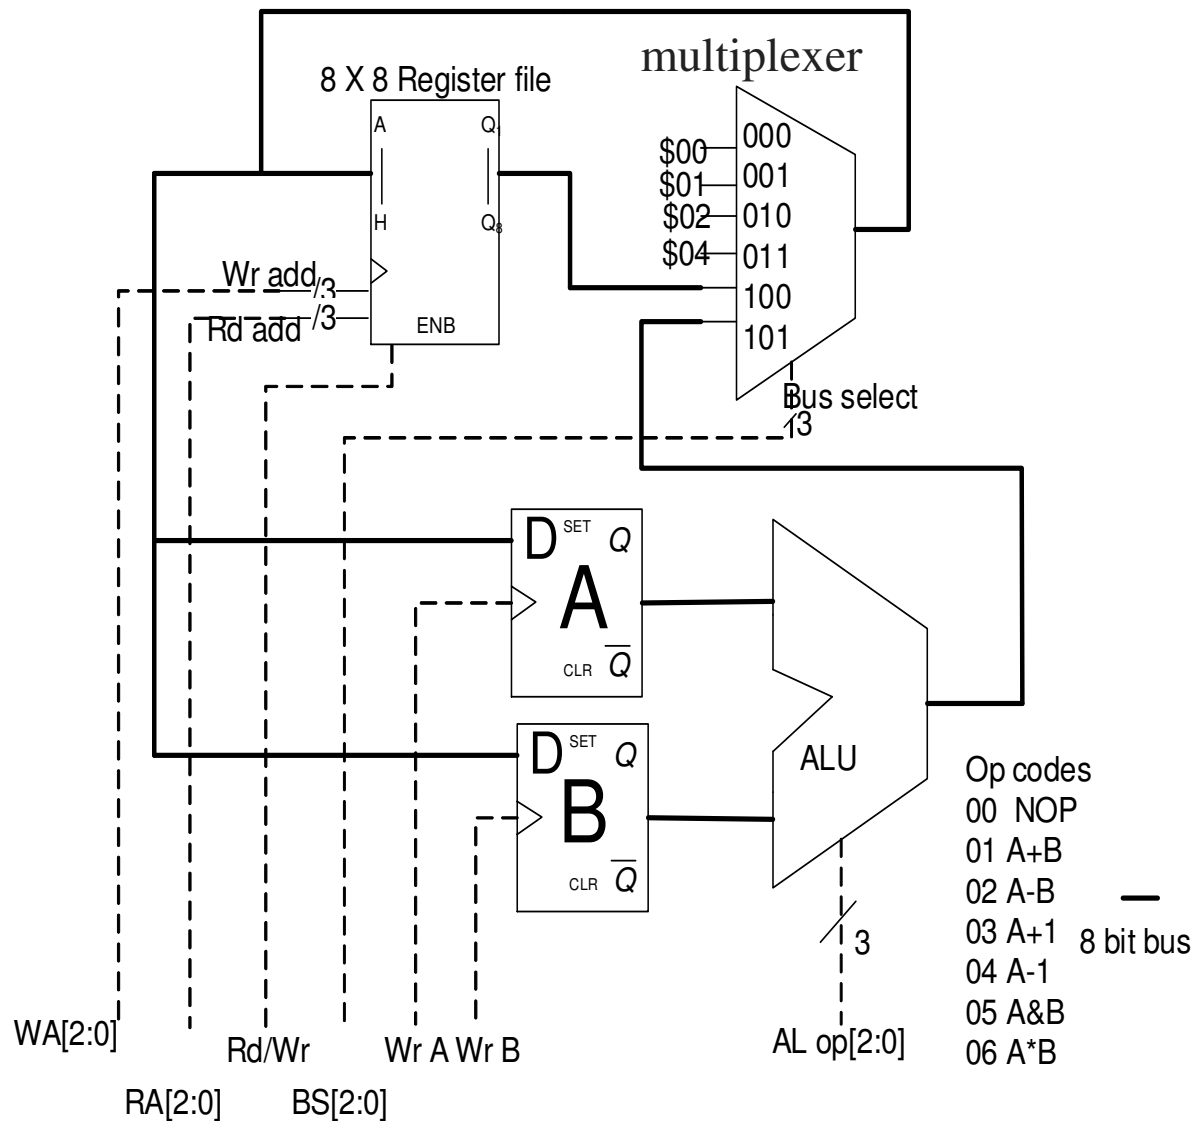 multiplexer
8 X 8 Register file
A
Q1
H
Q8
ENB
Wr add /3
Rd add /3
$00 000
$01 001
$02 010
$04 011
100
101
Bus select
3
D SET Q
A
CLR Q
D SET Q
B
CLR Q
ALU
3
Op codes
00 NOP
01 A+B
02 A-B
03 A+1
04 A-1
05 A&B
06 A*B
8 bit bus
WA[2:0]
Rd/Wr
Wr A Wr B
AL op[2:0]
RA[2:0]
BS[2:0]